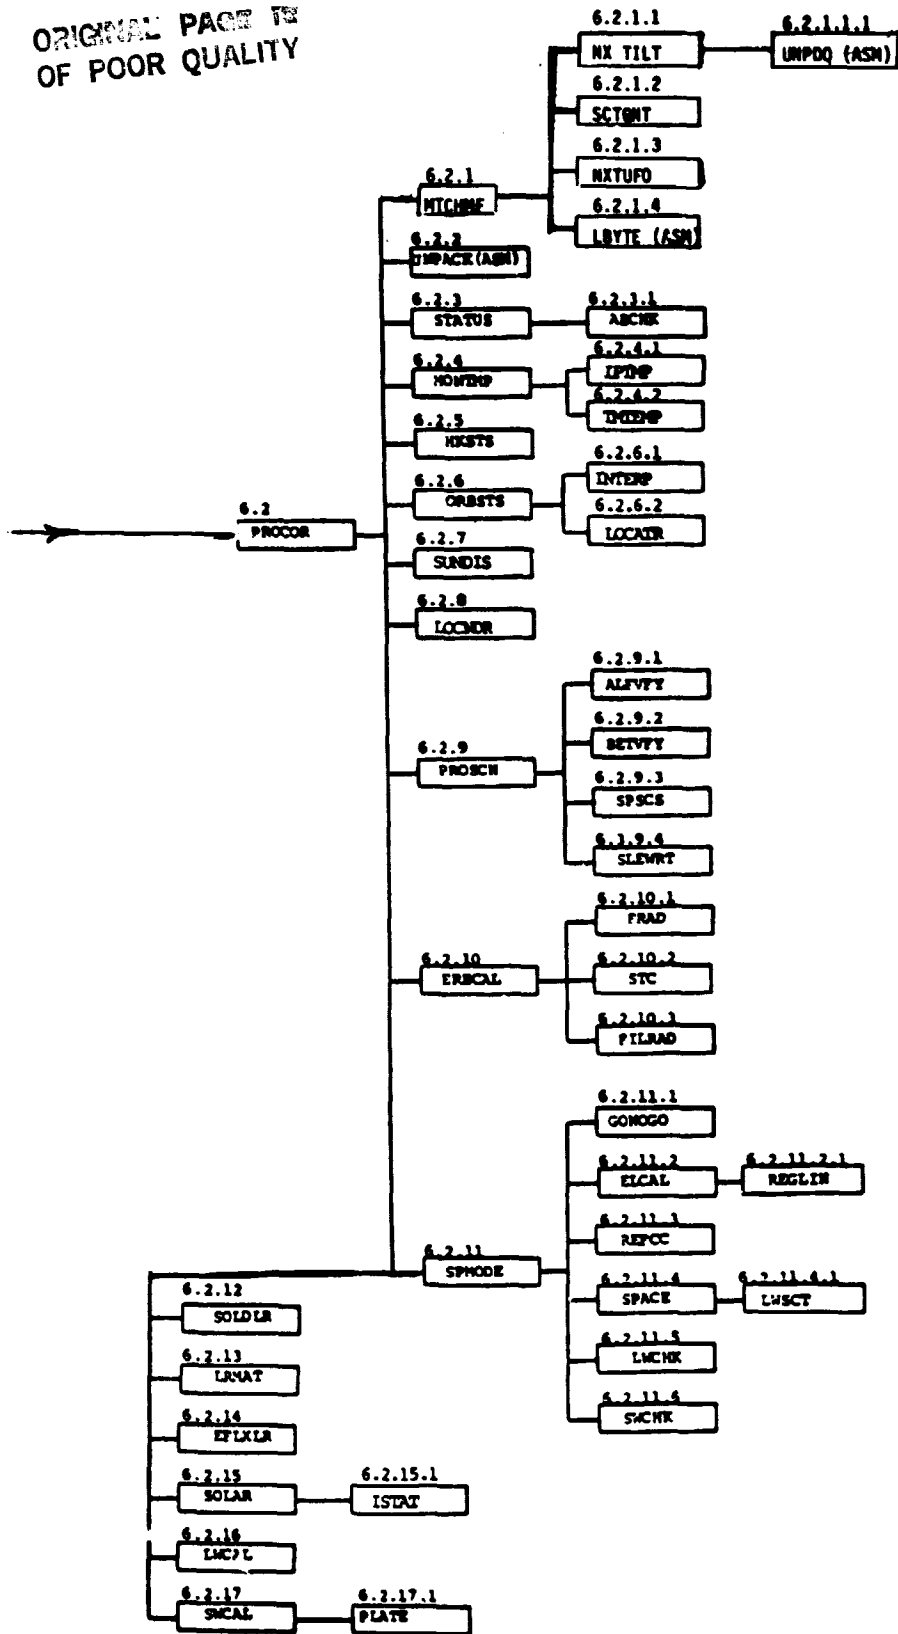 ORIGINAL PAGE IS
OF POOR QUALITY
6.2.1.1
NX TILT
6.2.1.1.1
UNPDQ (ASM)
6.2.1.2
6.2.1.3
NXTUFO
6.2.1.4
LBYTE (ASM)
6.2.1
6.2.2
UNPACK(ASM)
6.2.3
STATUS
6.2.3.1
ABCHK
6.2.4
MONTMP
6.2.4.1
IPTMP
6.2.4.2
TMTEMP
6.2.5
HKSTS
6.2.6
ORBSTS
6.2.6.1
INTERP
6.2.6.2
LOCATR
6.2
PROCOR
6.2.7
SUNDIS
6.2.8
LOCNDR
6.2.9
PROSCN
6.2.9.1
ALFVFY
6.2.9.2
BETVFY
6.2.9.3
SPSCS
6.1.9.4
SLEWRT
6.2.10
ERBCAL
6.2.10.1
FRAD
6.2.10.2
STC
6.2.10.3
FILRAD
6.2.11
SPMODE
6.2.11.1
GONOGO
6.2.11.2
ELCAL
6.2.11.2.1
REGLIN
6.2.11.3
REFCC
6.2.11.4
SPACE
6.2.11.4.1
LWSCT
6.2.11.5
LWCHK
6.2.11.6
SWCHK
6.2.12
SOLDLR
6.2.13
LRMAT
6.2.14
EFLXLR
6.2.15
SOLAR
6.2.15.1
ISTAT
6.2.16
LWCAL
6.2.17
SWCAL
6.2.17.1
PLATE